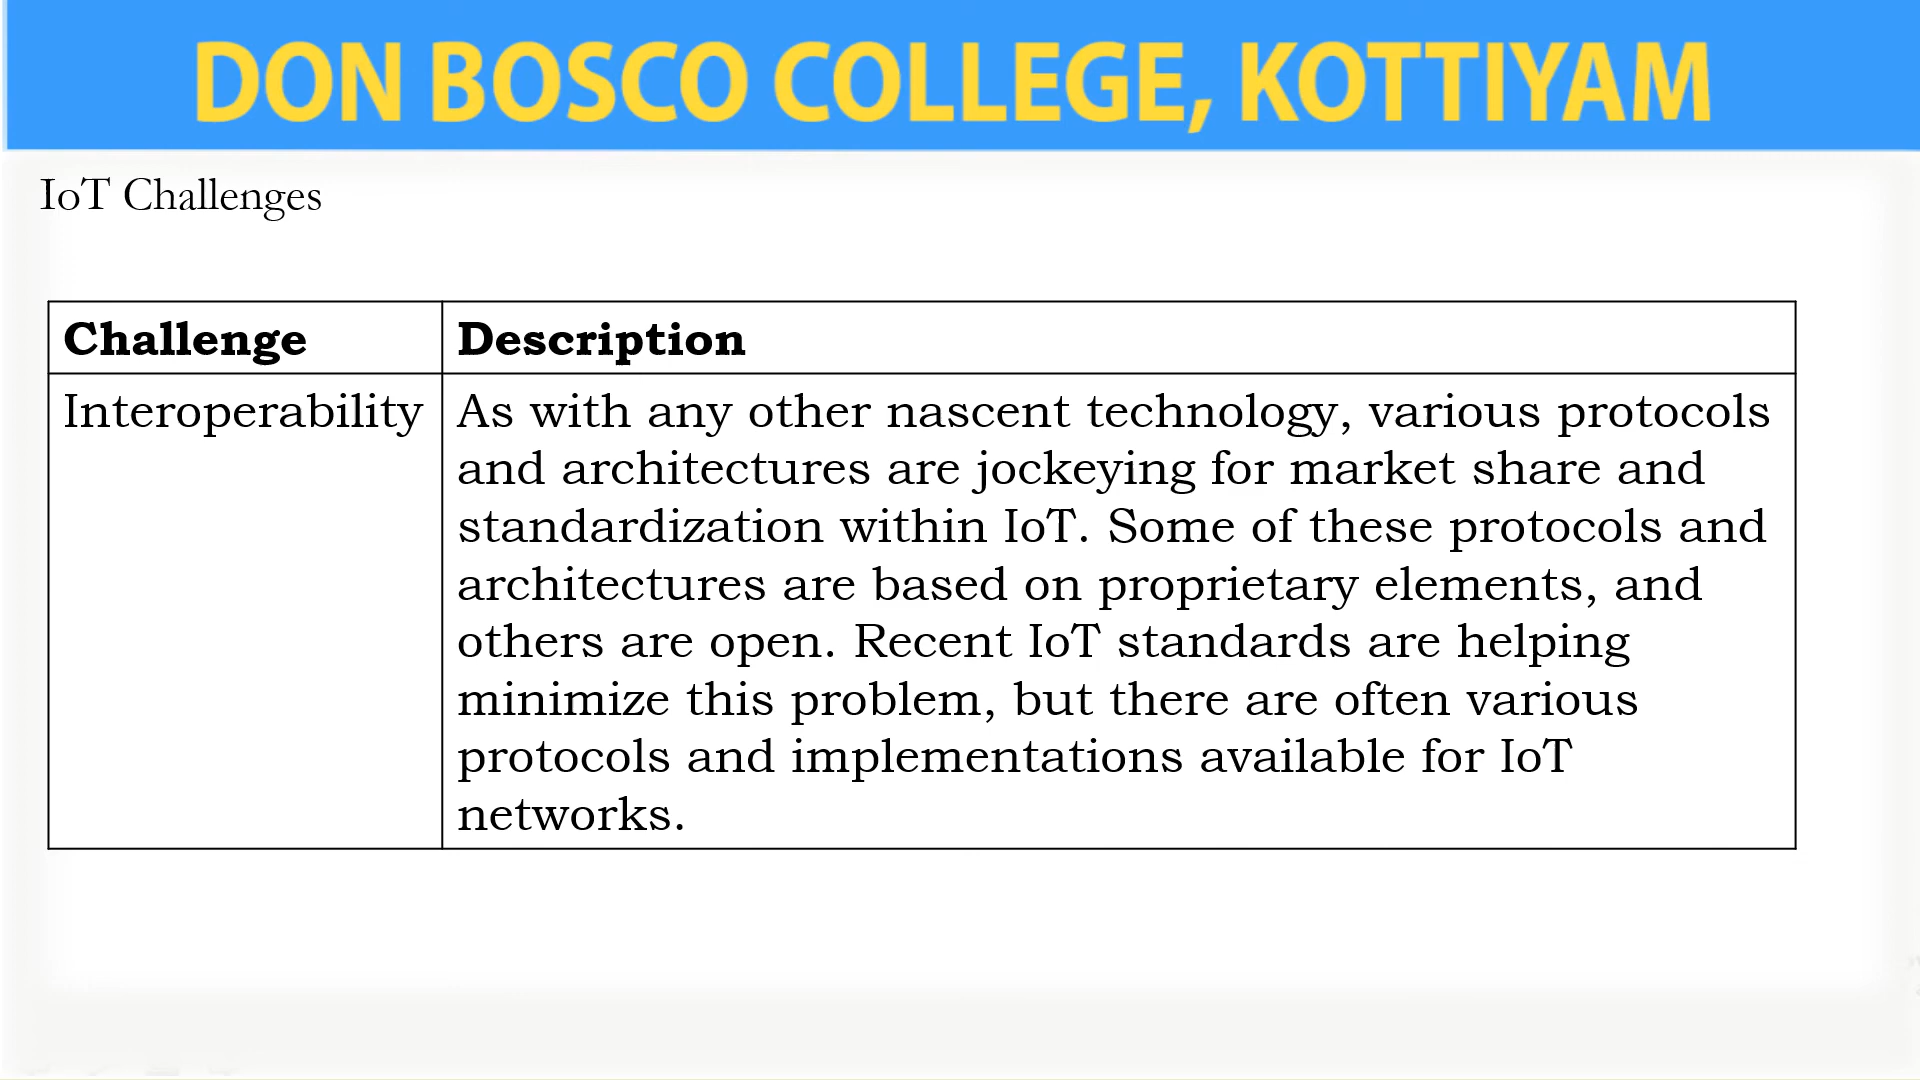 DON BOSCO COLLEGE, KOTTIYAM
IoT Challenges
Challenge
Description
Interoperability
As with any other nascent technology, various protocols
and architectures are jockeying for market share and
standardization within IoT. Some of these protocols and
architectures are based on proprietary elements, and
others are open. Recent IoT standards are helping
minimize this problem, but there are often various
protocols and implementations available for IoT
networks.